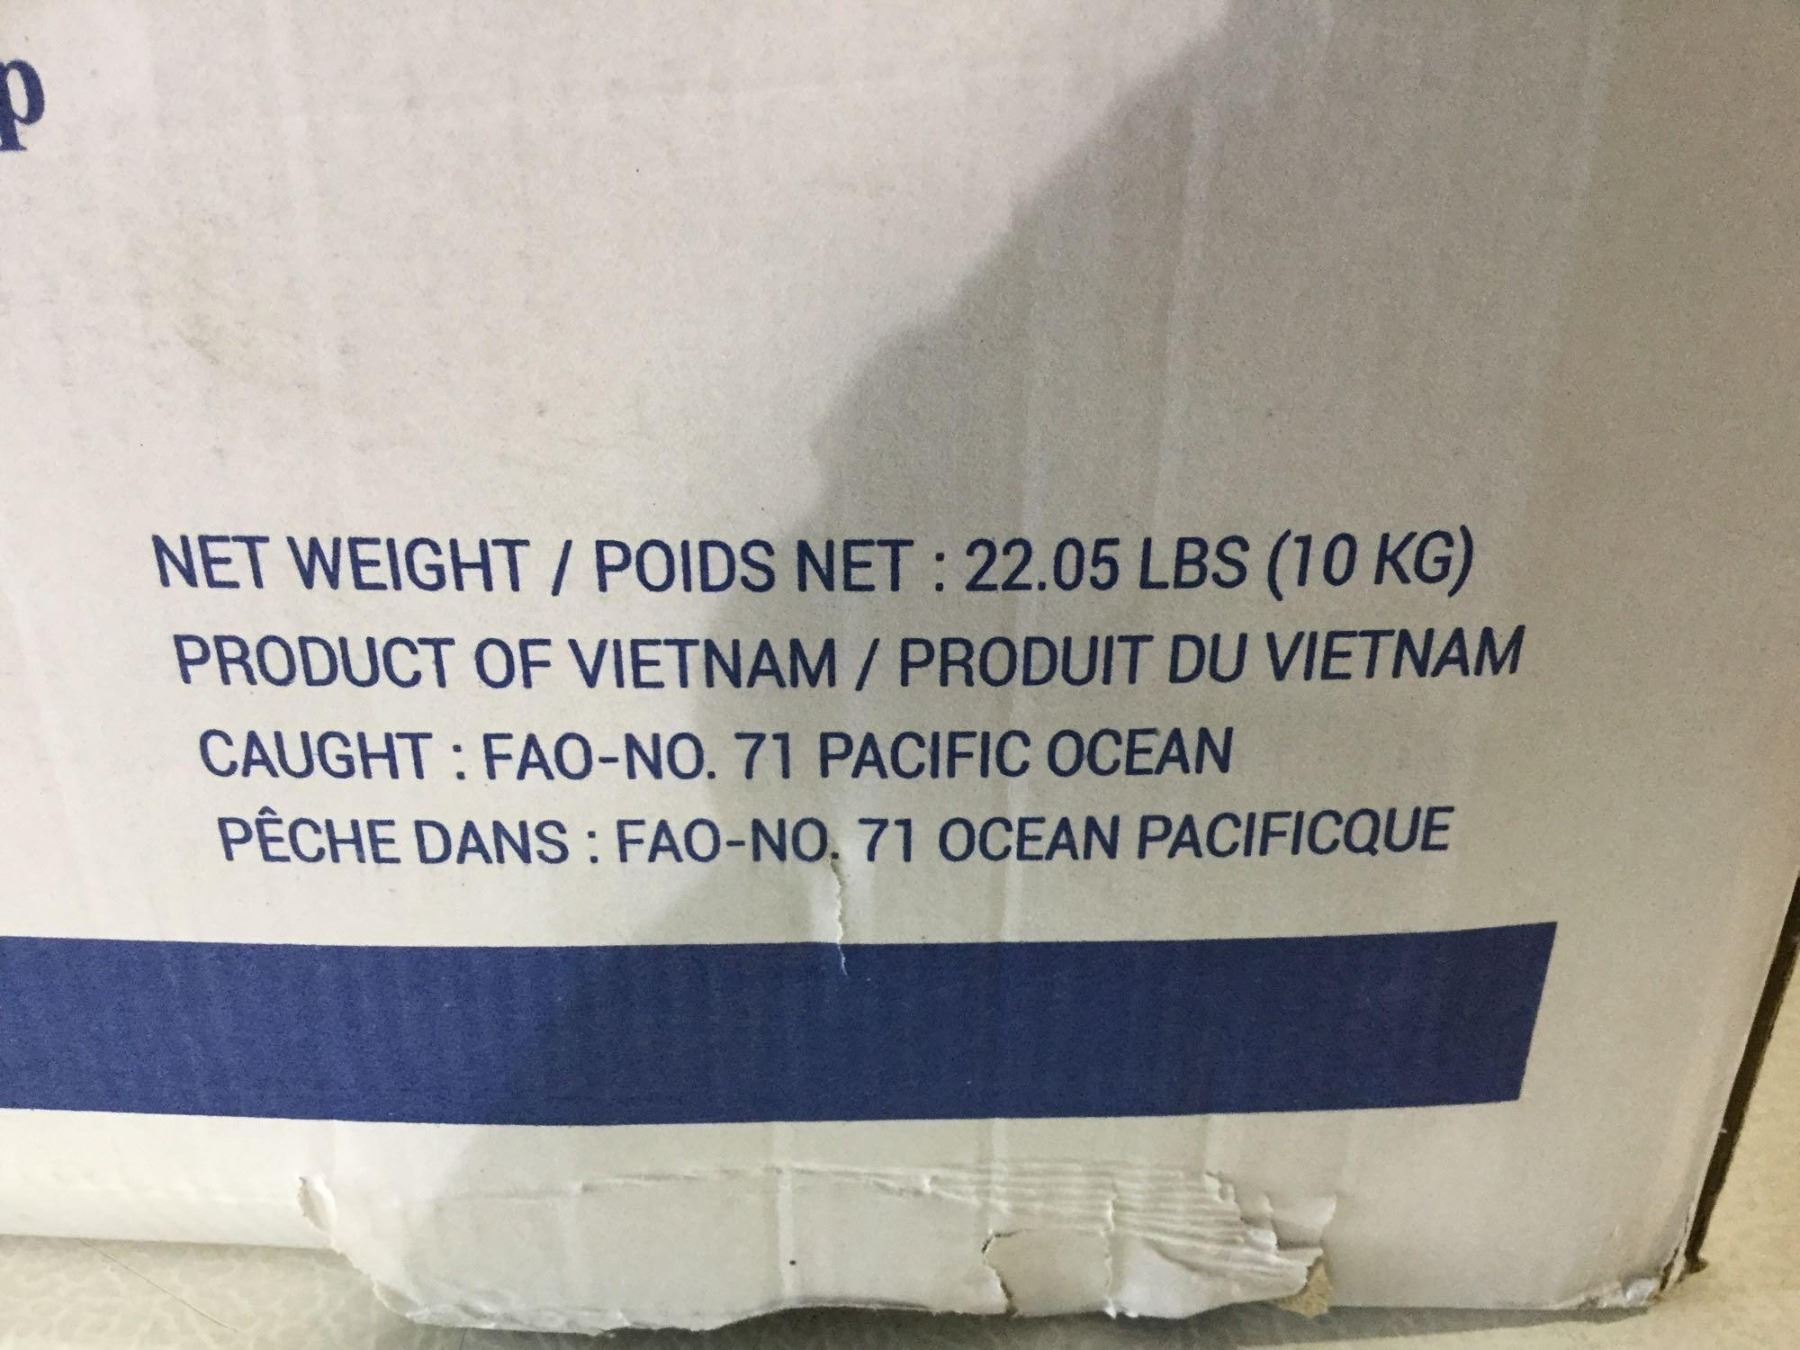 p
NET WEIGHT / POIDS NET : 22.05 LBS (10 KG)
PRODUCT OF VIETNAM / PRODUIT DU VIETNAM
CAUGHT : FAO-NO. 71 PACIFIC OCEAN
PÊCHE DANS : FAO-NO. 71 OCEAN PACIFICQUE